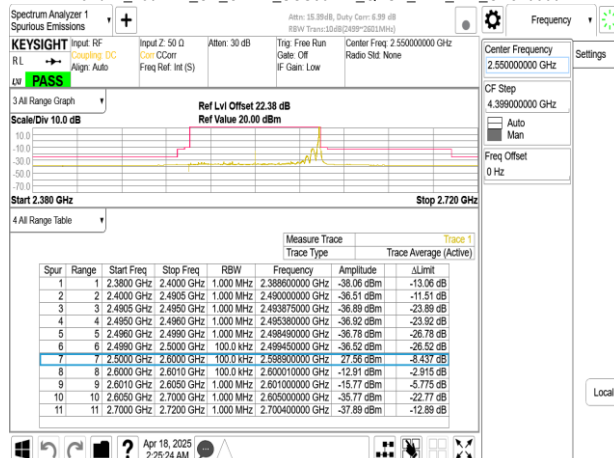 Spectrum Analyzer 1
Spurious Emissions
Attn: 15.39dB, Duty Corr: 6.99 dB
RBW Trans:10dB(2499~2601MHz)
Frequency
KEYSIGHT
Input: RF
Coupling: DC
Align: Auto
Input Z: 50 Ω
Corr CCorr
Freq Ref: Int (S)
Atten: 30 dB
Trig: Free Run
Gate: Off
IF Gain: Low
Center Freq: 2.550000000 GHz
Radio Std: None
RL
LXI
PASS
Center Frequency
2.550000000 GHz
Settings
CF Step
4.399000000 GHz
Auto
Man
Freq Offset
0 Hz
3 All Range Graph
Scale/Div 10.0 dB
Ref Lvl Offset 22.38 dB
Ref Value 20.00 dBm
10.0
-10.0
-30.0
-50.0
-70.0
Start 2.380 GHz
Stop 2.720 GHz
4 All Range Table
Measure Trace Trace 1
Trace Type Trace Average (Active)
Spur Range Start Freq Stop Freq RBW Frequency Amplitude ΔLimit
1 1 2.3800 GHz 2.4000 GHz 1.000 MHz 2.388600000 GHz -38.06 dBm -13.06 dB
2 2 2.4000 GHz 2.4905 GHz 1.000 MHz 2.490000000 GHz -36.51 dBm -11.51 dB
3 3 2.4905 GHz 2.4950 GHz 1.000 MHz 2.493875000 GHz -36.89 dBm -23.89 dB
4 4 2.4950 GHz 2.4960 GHz 1.000 MHz 2.495380000 GHz -36.92 dBm -23.92 dB
5 5 2.4960 GHz 2.4990 GHz 1.000 MHz 2.498490000 GHz -36.78 dBm -26.78 dB
6 6 2.4990 GHz 2.5000 GHz 100.0 kHz 2.499450000 GHz -36.52 dBm -26.52 dB
7 7 2.5000 GHz 2.6000 GHz 100.0 kHz 2.598900000 GHz 27.56 dBm -8.437 dB
8 8 2.6000 GHz 2.6010 GHz 100.0 kHz 2.600010000 GHz -12.91 dBm -2.915 dB
9 9 2.6010 GHz 2.6050 GHz 1.000 MHz 2.601000000 GHz -15.77 dBm -5.775 dB
10 10 2.6050 GHz 2.7000 GHz 1.000 MHz 2.605000000 GHz -35.77 dBm -22.77 dB
11 11 2.7000 GHz 2.7200 GHz 1.000 MHz 2.700400000 GHz -37.89 dBm -12.89 dB
Local
Apr 18, 2025
2:25:24 AM